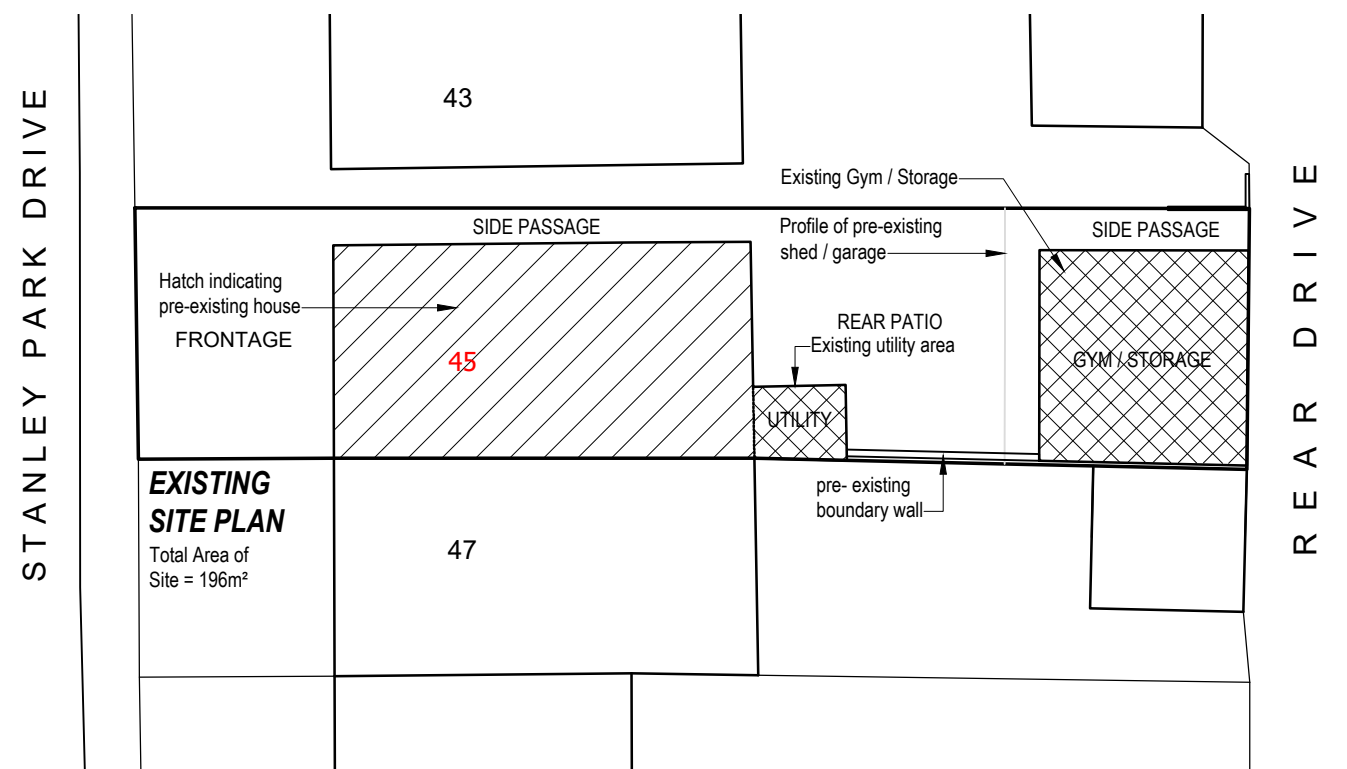 STANLEY PARK DRIVE
43
Existing Gym / Storage
SIDE PASSAGE
Profile of pre-existing
shed / garage
SIDE PASSAGE
Hatch indicating
pre-existing house
FRONTAGE
45
REAR PATIO
Existing utility area
GYM / STORAGE
UTILITY
EXISTING
SITE PLAN
Total Area of
Site = 196m²
pre- existing
boundary wall
47
REAR DRIVE